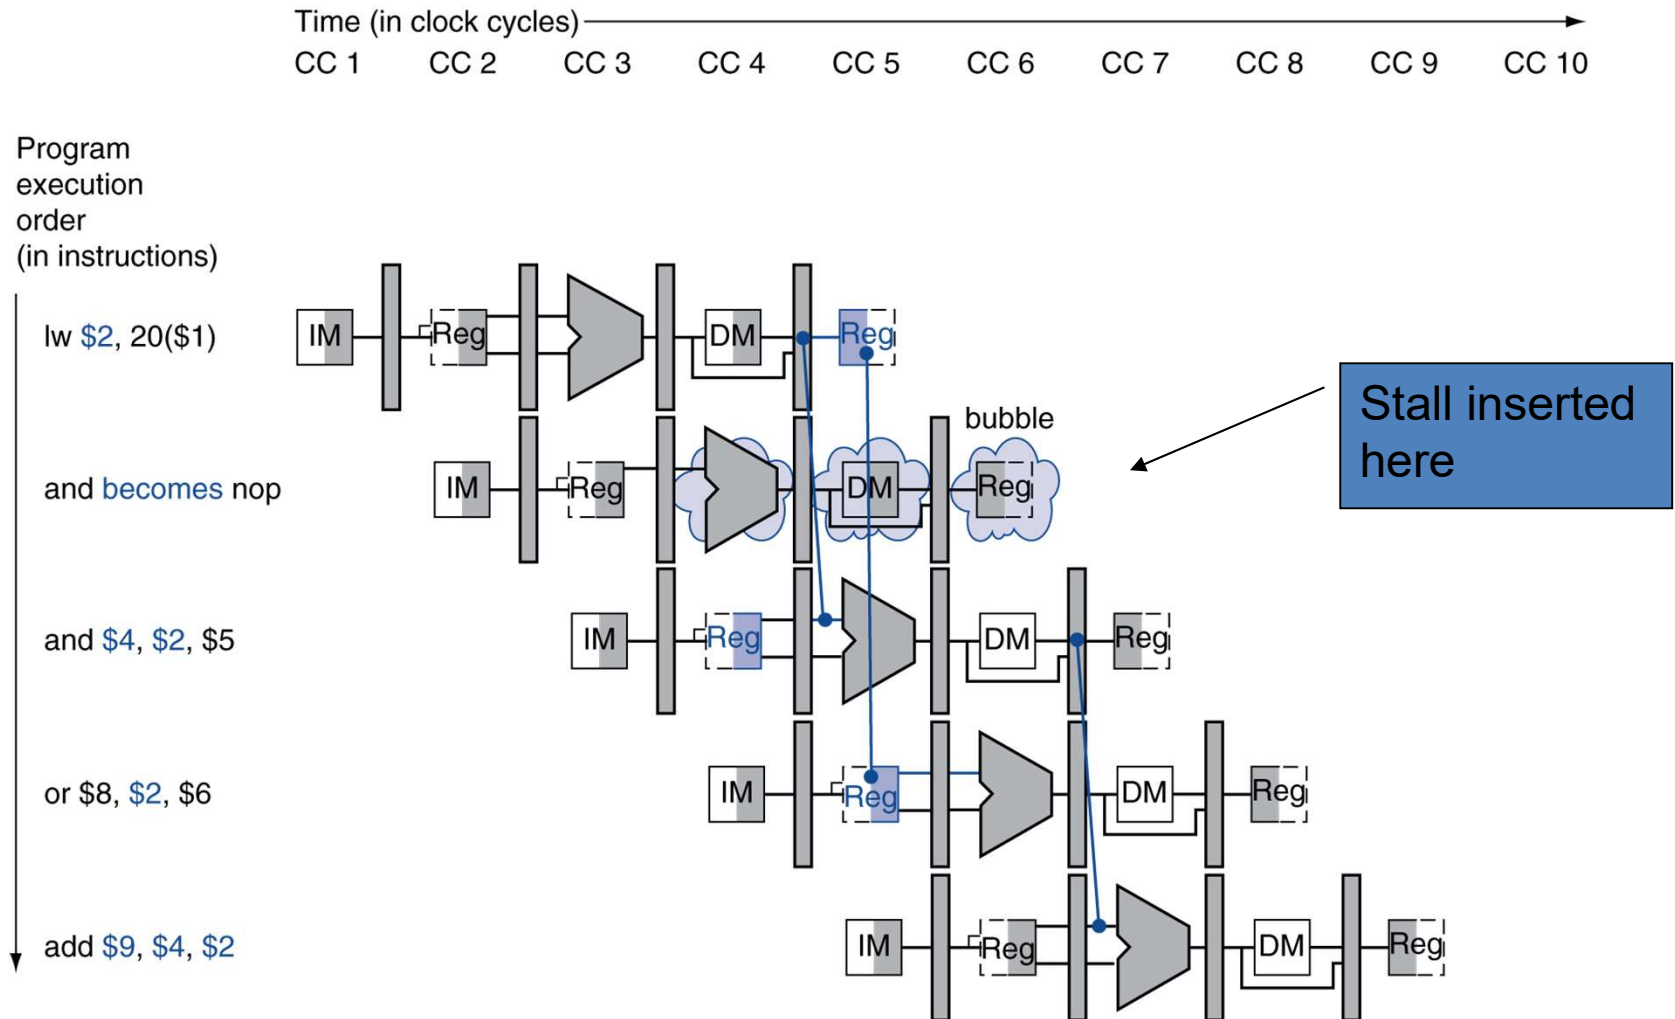 Time (in clock cycles)
CC 1 CC 2 CC 3 CC 4 CC 5 CC 6 CC 7 CC 8 CC 9 CC 10
Program
execution
order
(in instructions)
lw $2, 20($1)
IM Reg DM Reg
Stall inserted
here
bubble
and becomes nop
IM Reg DM Reg
and $4, $2, $5
IM Reg DM Reg
or $8, $2, $6
IM Reg DM Reg
add $9, $4, $2
IM Reg DM Reg